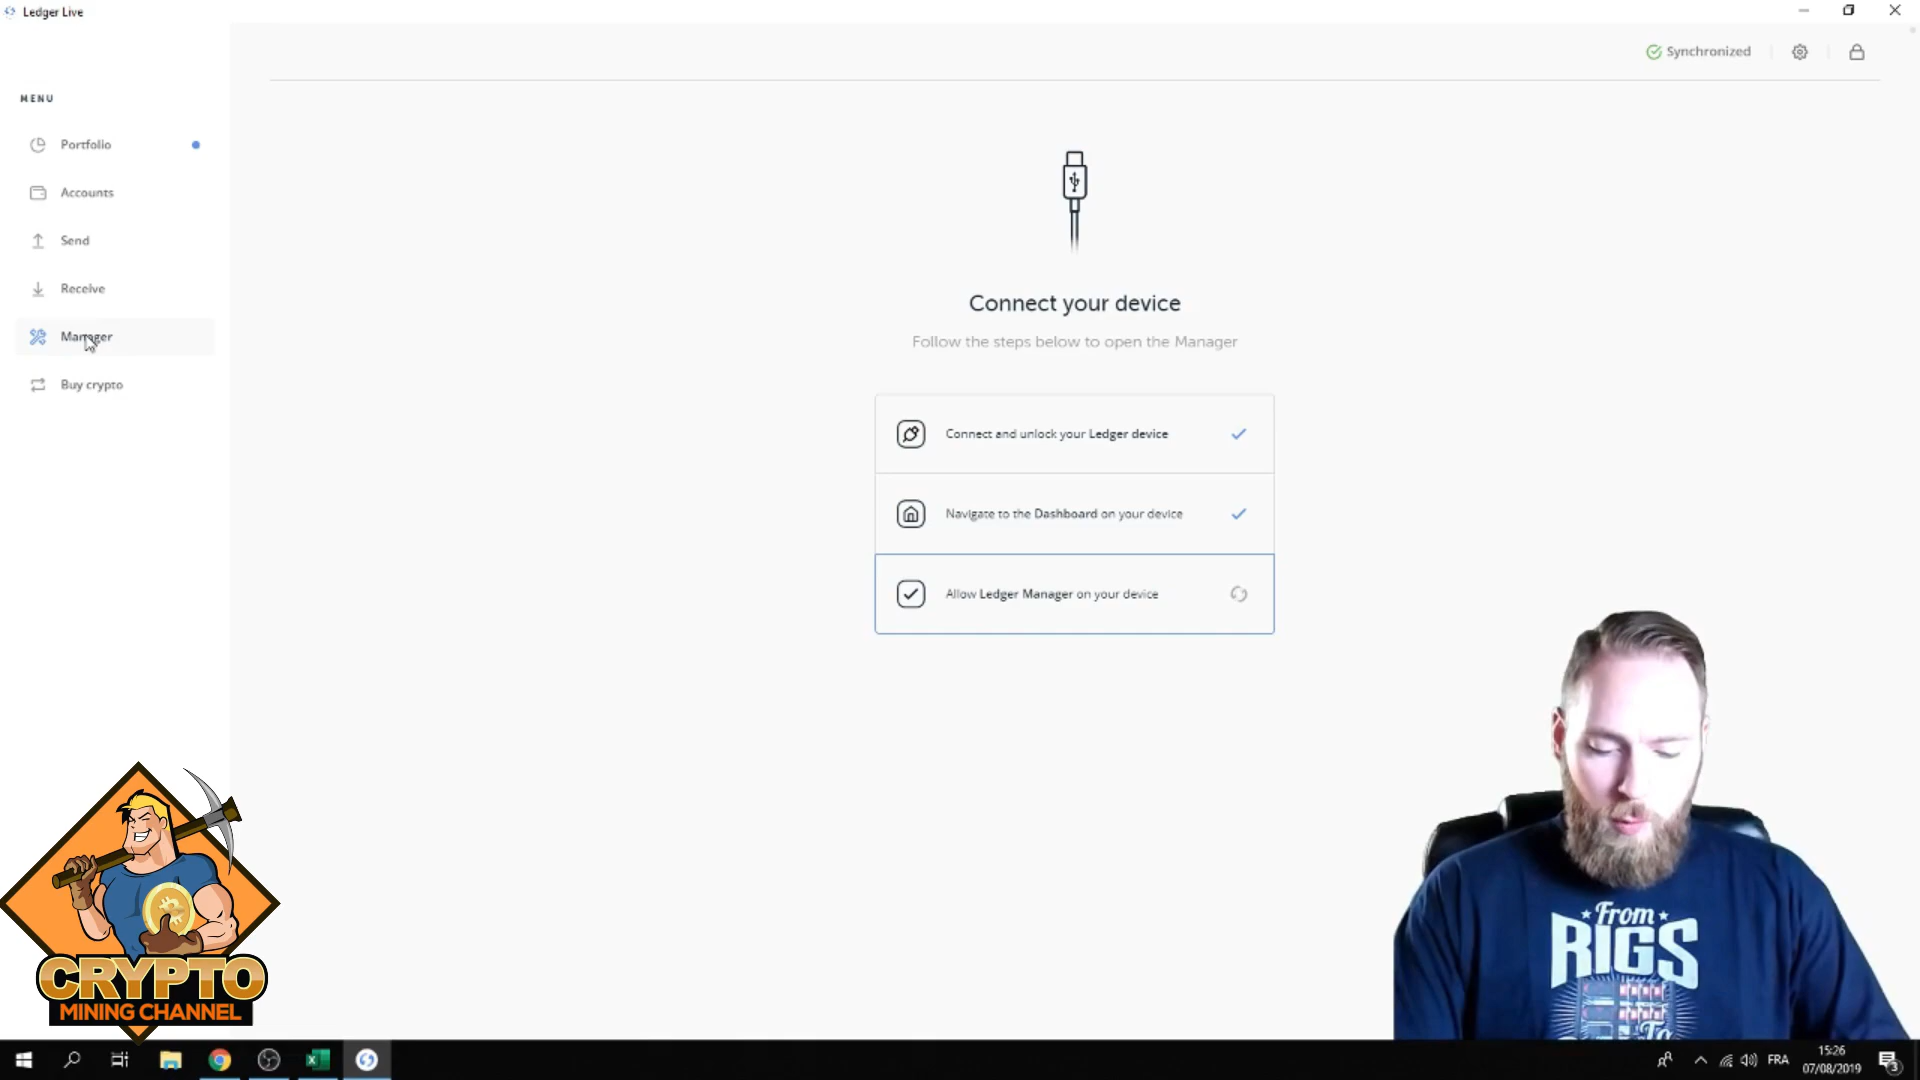 Ledger Live
Synchronized
MENU
Portfolio
Accounts
Send
Receive
Manager
Buy crypto
Connect your device
Follow the steps below to open the Manager
Connect and unlock your Ledger device
Navigate to the Dashboard on your device
Allow Ledger Manager on your device
CRYPTO
MINING CHANNEL
From
RIGS
To
FRA
15:26
07/08/2019
3